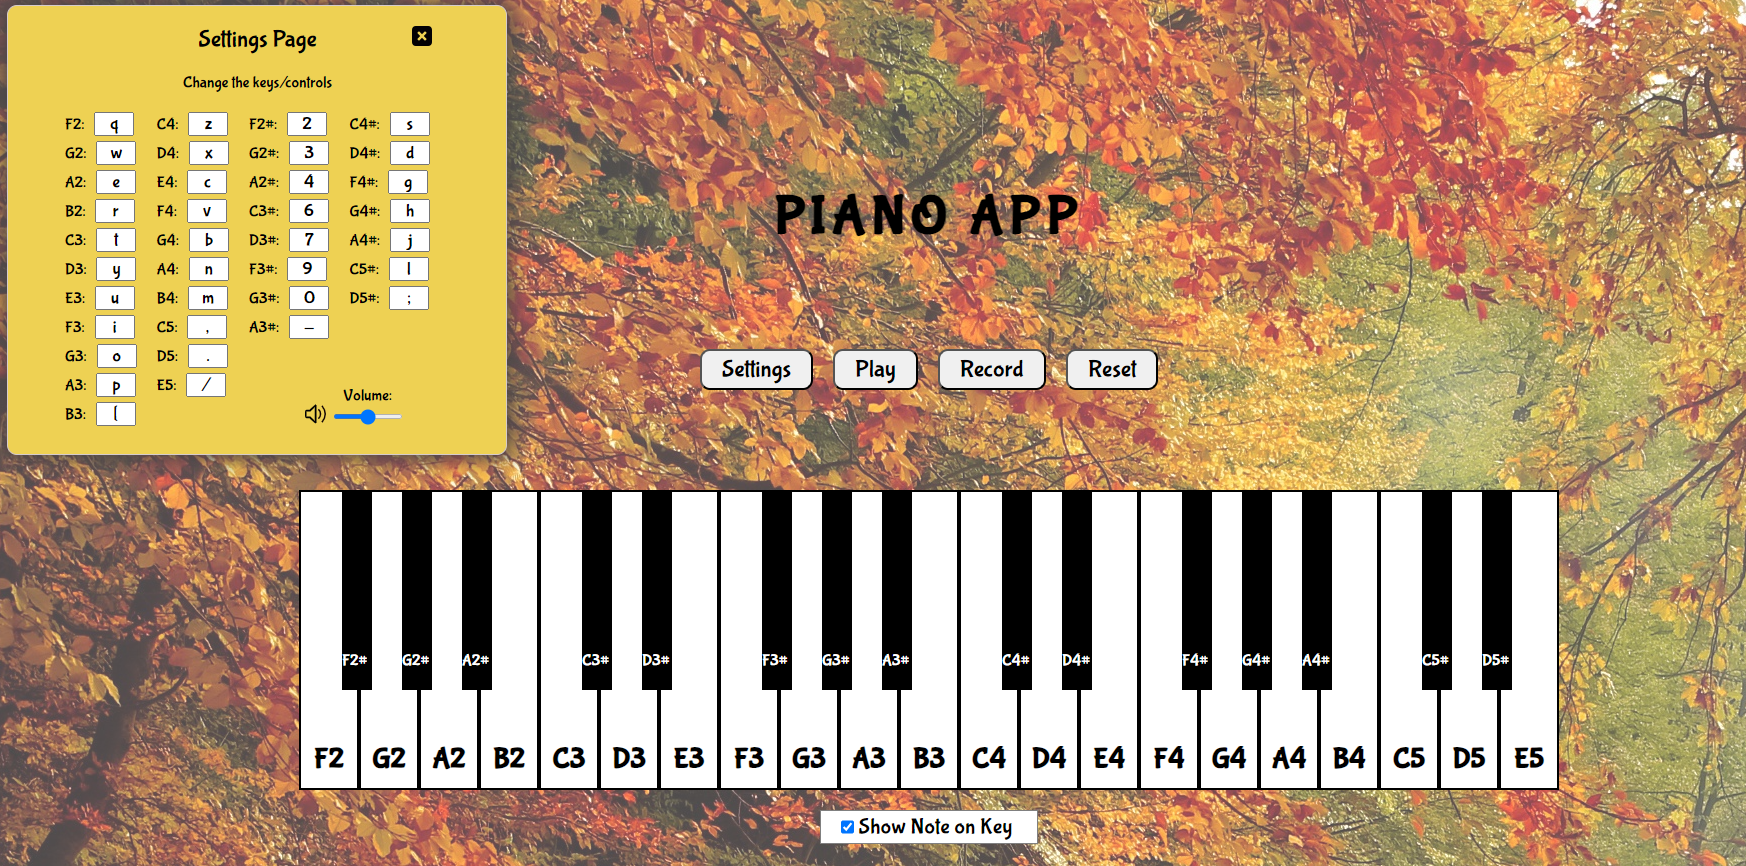 Settings Page
Change the keys/controls
F2: q C4: z F2#: 2 C4#: s
G2: w D4: x G2#: 3 D4#: d
A2: e E4: c A2#: 4 F4#: g
B2: r F4: v C3#: 6 G4#: h
C3: t G4: b D3#: 7 A4#: j
D3: y A4: n F3#: 9 C5#: l
E3: u B4: m G3#: 0 D5#: ;
F3: i C5: , A3#: –
G3: o D5: .
A3: p E5: /
B3: [
Volume:
PIANO APP
Settings Play Record Reset
F2# G2# A2# C3# D3# F3# G3# A3# C4# D4# F4# G4# A4# C5# D5#
F2 G2 A2 B2 C3 D3 E3 F3 G3 A3 B3 C4 D4 E4 F4 G4 A4 B4 C5 D5 E5
Show Note on Key